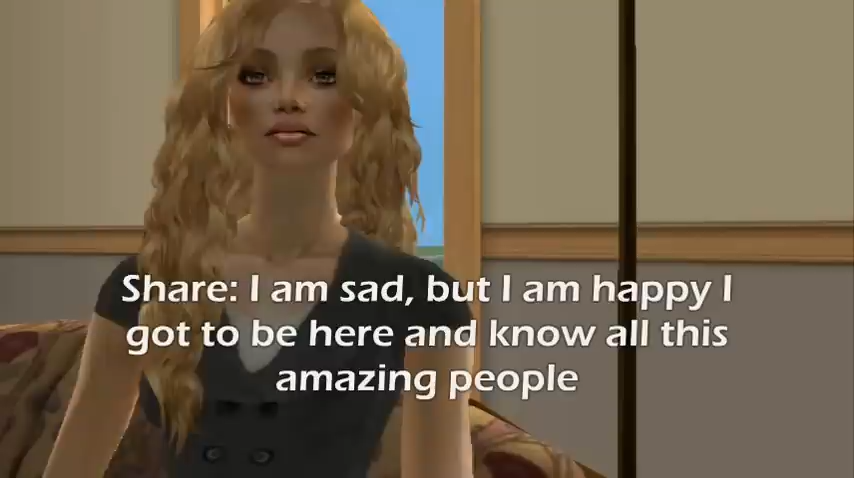 Share: I am sad, but I am happy I
got to be here and know all this
amazing people